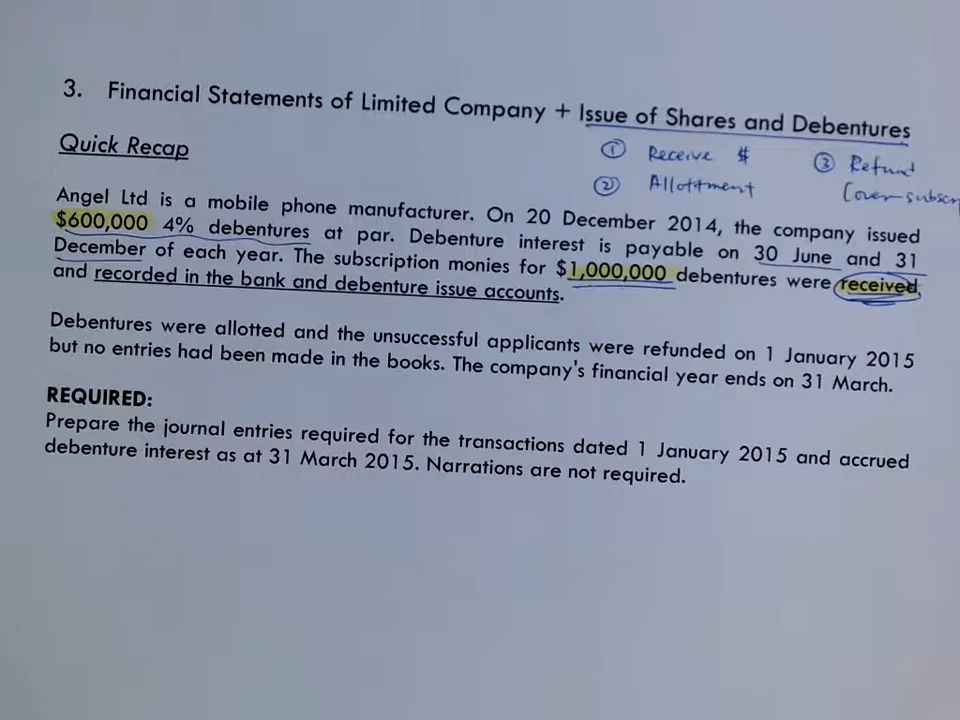 3. Financial Statements of Limited Company + Issue of Shares and Debentures
Quick Recap
① Receive $
③ Refund
② Allottment
(over-subscr
Angel Ltd is a mobile phone manufacturer. On 20 December 2014, the company issued
$600,000 4% debentures at par. Debenture interest is payable on 30 June and 31
December of each year. The subscription monies for $1,000,000 debentures were received
and recorded in the bank and debenture issue accounts.
Debentures were allotted and the unsuccessful applicants were refunded on 1 January 2015
but no entries had been made in the books. The company's financial year ends on 31 March.
REQUIRED:
Prepare the journal entries required for the transactions dated 1 January 2015 and accrued
debenture interest as at 31 March 2015. Narrations are not required.